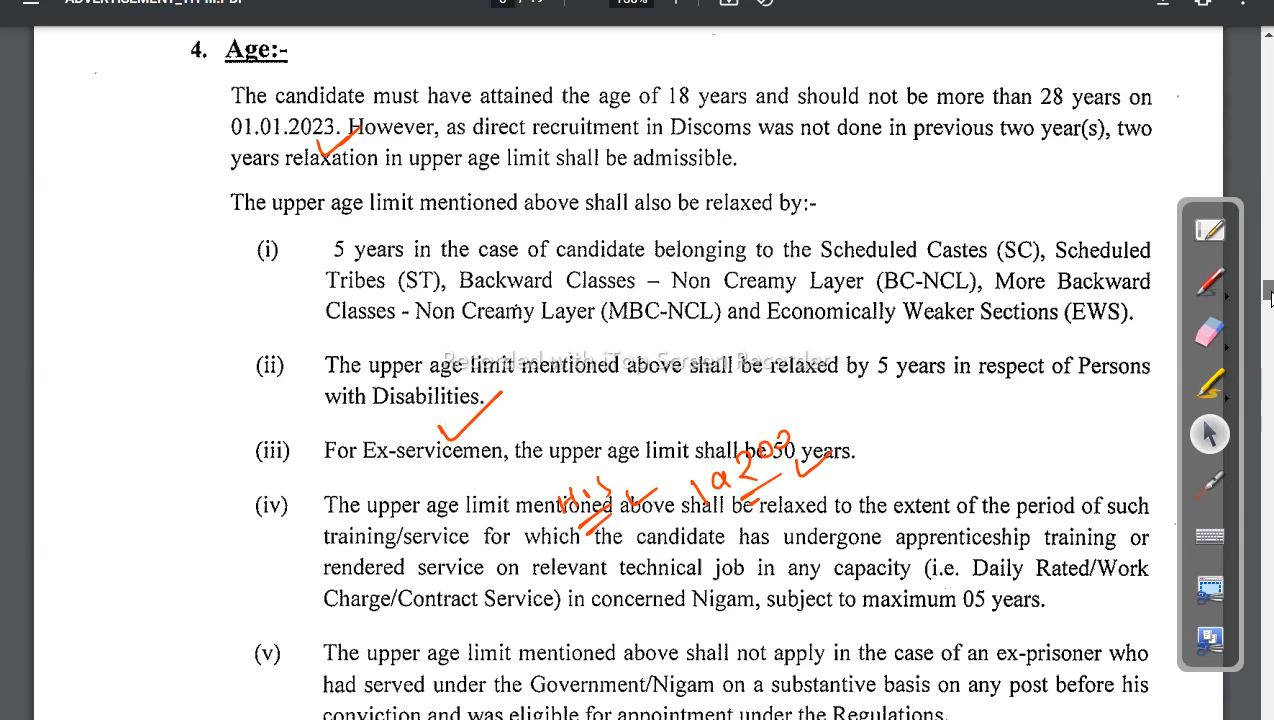 4. Age:-
The candidate must have attained the age of 18 years and should not be more than 28 years on
01.01.2023. However, as direct recruitment in Discoms was not done in previous two year(s), two
years relaxation in upper age limit shall be admissible.
The upper age limit mentioned above shall also be relaxed by:-
(i) 5 years in the case of candidate belonging to the Scheduled Castes (SC), Scheduled
Tribes (ST), Backward Classes – Non Creamy Layer (BC-NCL), More Backward
Classes - Non Creamy Layer (MBC-NCL) and Economically Weaker Sections (EWS).
Recorded with iTop Screen Recorder
(ii) The upper age limit mentioned above shall be relaxed by 5 years in respect of Persons
with Disabilities.
(iii) For Ex-servicemen, the upper age limit shall be 50 years.
(iv) The upper age limit mentioned above shall be relaxed to the extent of the period of such
training/service for which the candidate has undergone apprenticeship training or
rendered service on relevant technical job in any capacity (i.e. Daily Rated/Work
Charge/Contract Service) in concerned Nigam, subject to maximum 05 years.
(v) The upper age limit mentioned above shall not apply in the case of an ex-prisoner who
had served under the Government/Nigam on a substantive basis on any post before his
conviction and was eligible for appointment under the Regulations.